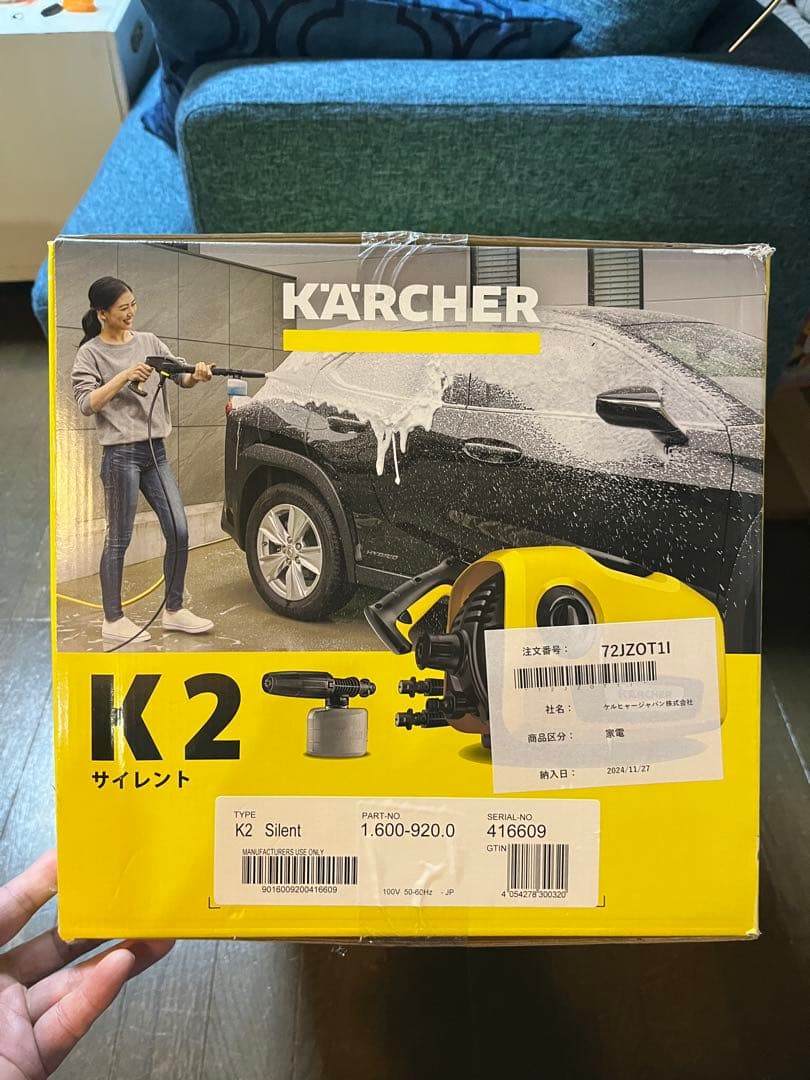 KÄRCHER
HYBRID
K2
サイレント
注文番号： 72JZOT1I
社名： ケルヒャージャパン株式会社
商品区分： 家電
納入日： 2024/11/27
TYPE
K2 Silent
PART-NO.
1.600-920.0
SERIAL-NO.
416609
MANUFACTURERS USE ONLY
9016009200416609
100V 50-60Hz - JP
GTIN
4 054278 300320